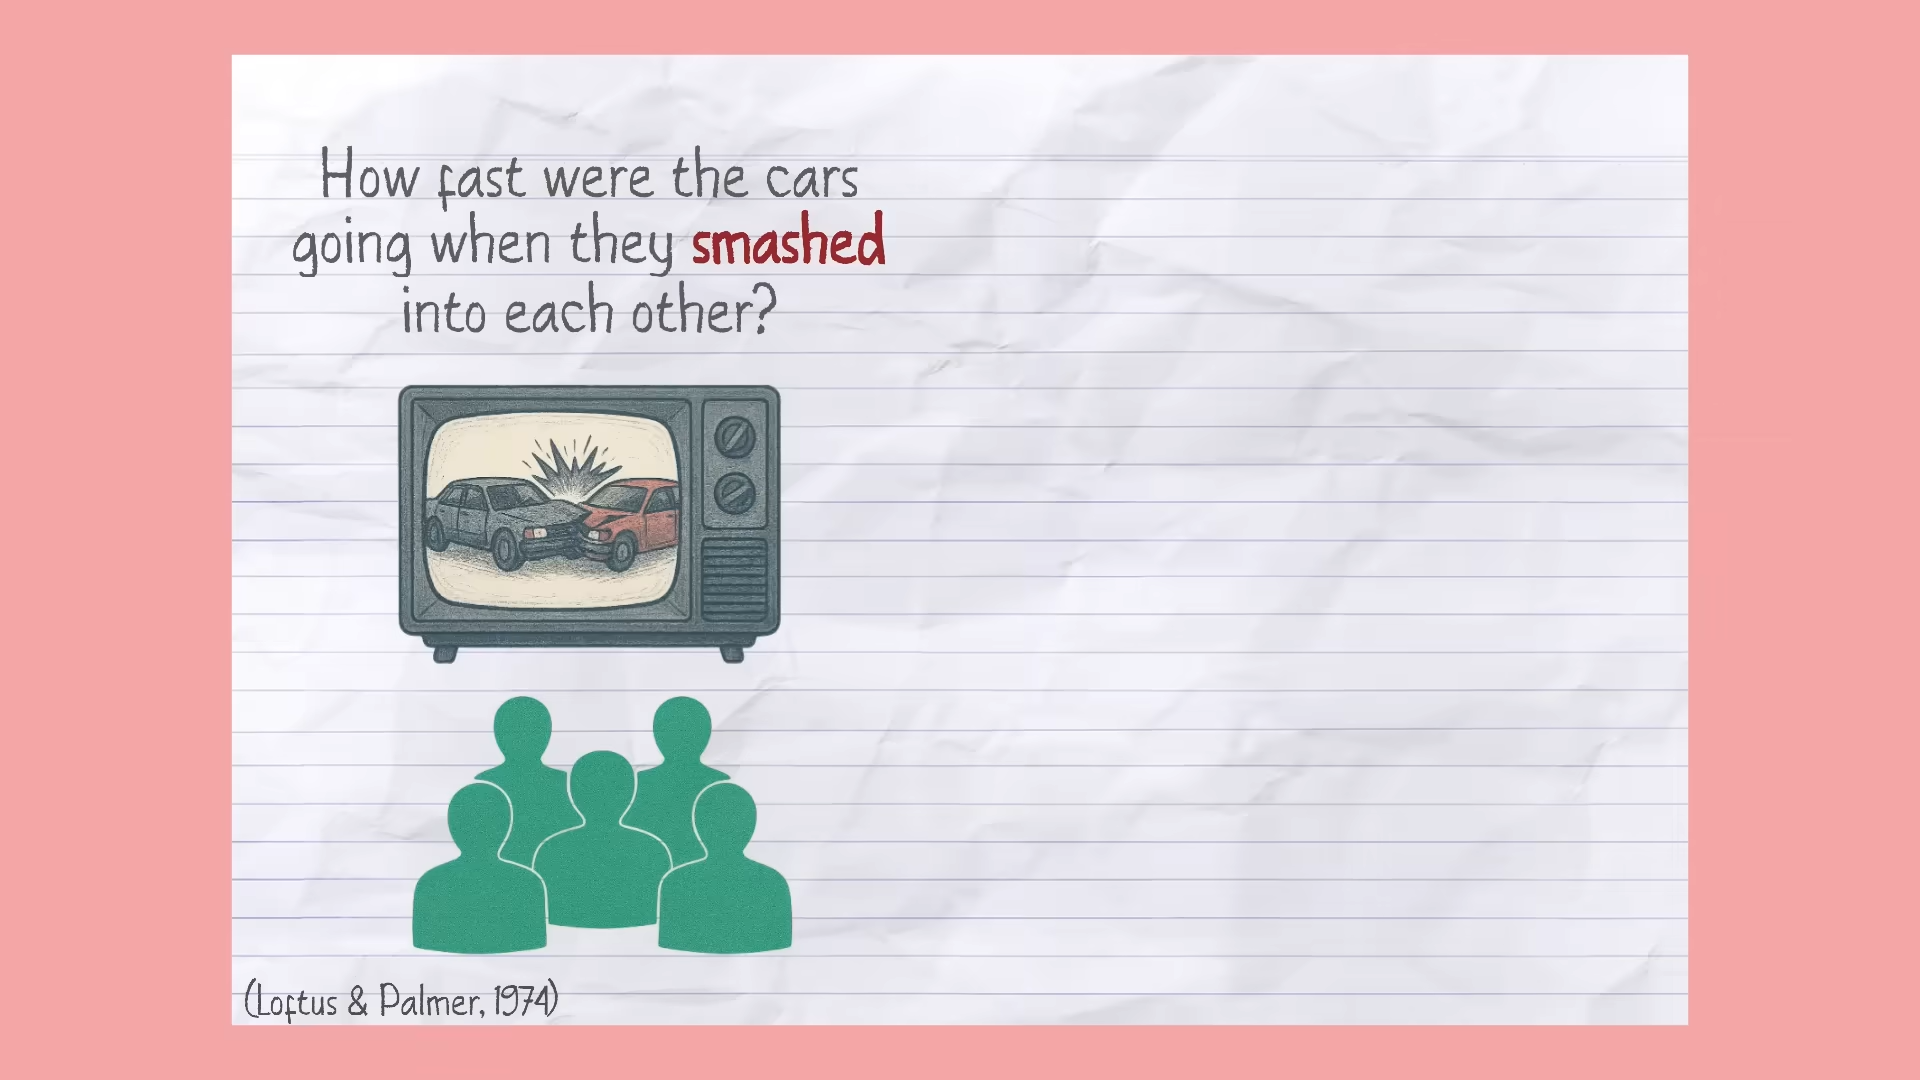 How fast were the cars
going when they smashed
into each other?
(Loftus & Palmer, 1974)